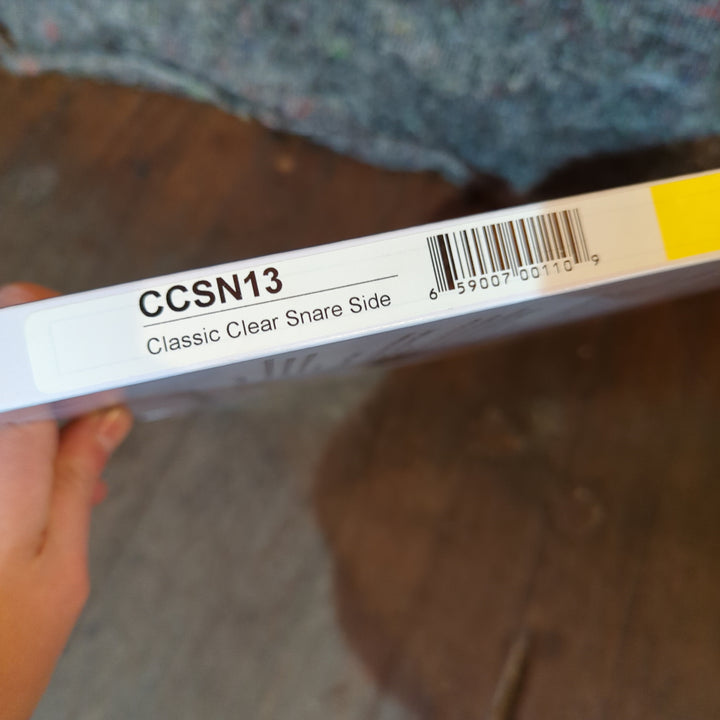 CCSN13
Classic Clear Snare Side
6 59007 00110 9